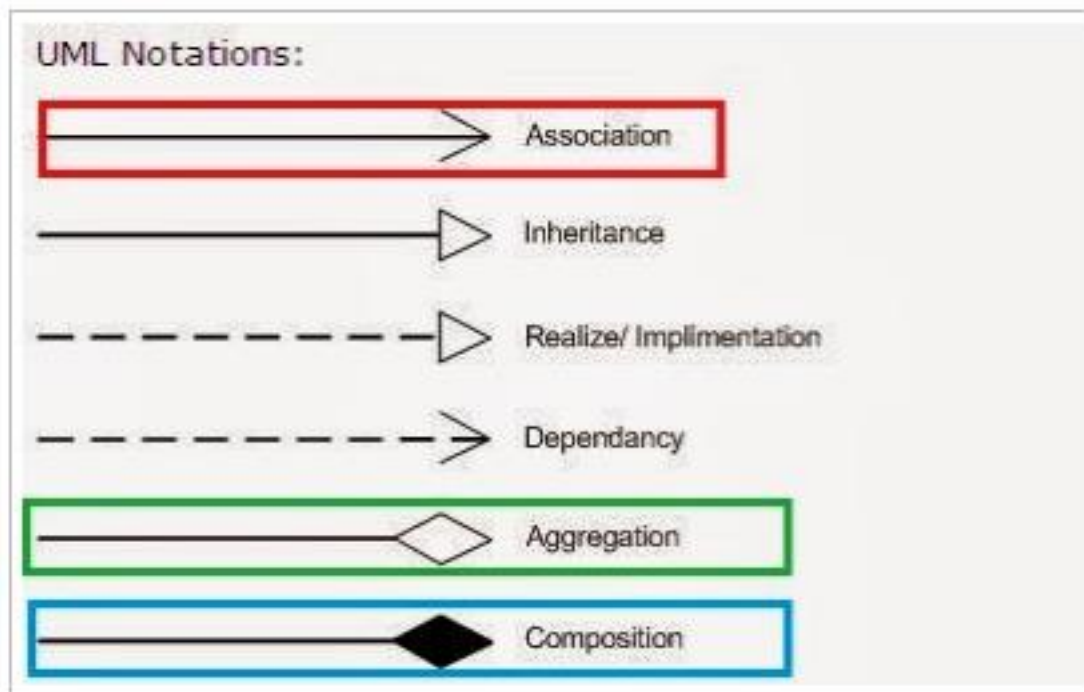 UML Notations:
Association
Inheritance
Realize/ Implimentation
Dependancy
Aggregation
Composition